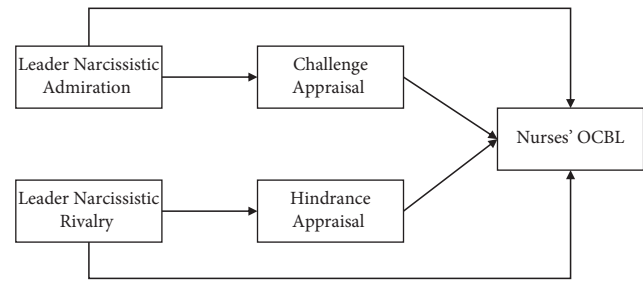 Leader Narcissistic
Admiration
Challenge
Appraisal
Nurses’ OCBL
Leader Narcissistic
Rivalry
Hindrance
Appraisal